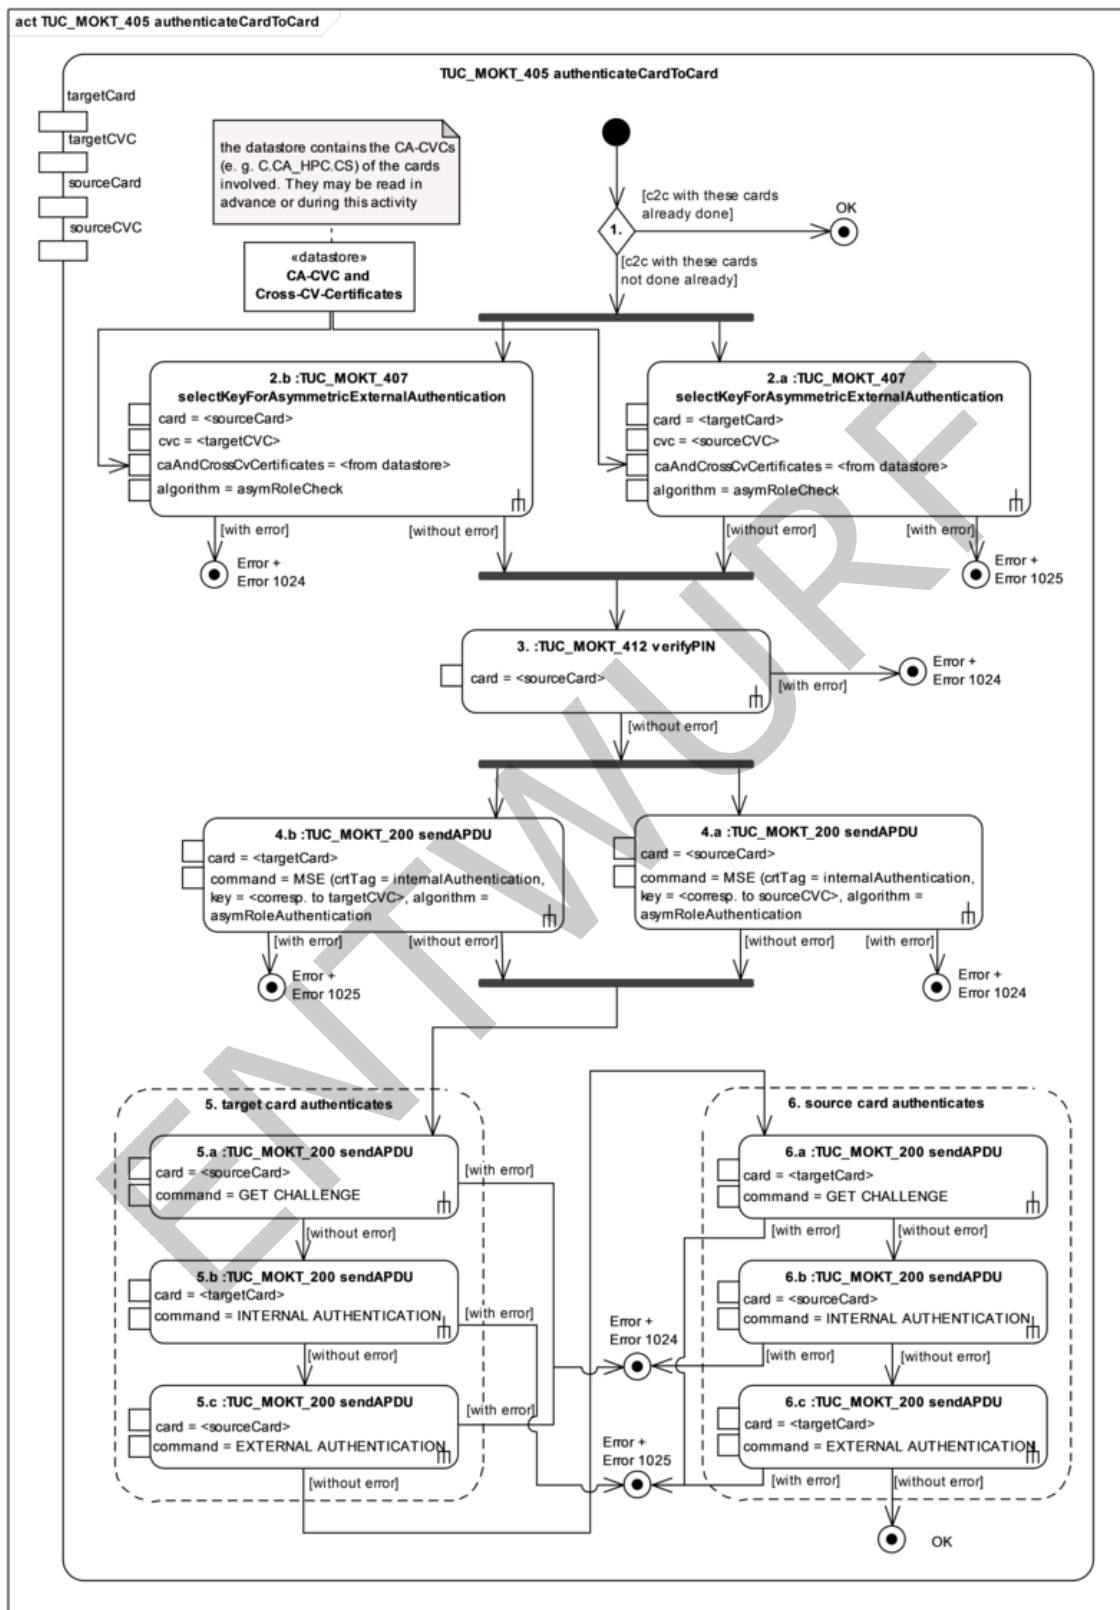 act TUC_MOKT_405 authenticateCardToCard
TUC_MOKT_405 authenticateCardToCard
targetCard
targetCVC
sourceCard
sourceCVC
the datastore contains the CA-CVCs
(e. g. C.CA_HPC.CS) of the cards
involved. They may be read in
advance or during this activity
«datastore»
CA-CVC and
Cross-CV-Certificates
1.
[c2c with these cards
already done]
OK
[c2c with these cards
not done already]
2.b :TUC_MOKT_407
selectKeyForAsymmetricExternalAuthentication
card = <sourceCard>
cvc = <targetCVC>
caAndCrossCvCertificates = <from datastore>
algorithm = asymRoleCheck
[with error]
[without error]
Error +
Error 1024
2.a :TUC_MOKT_407
selectKeyForAsymmetricExternalAuthentication
card = <targetCard>
cvc = <sourceCVC>
caAndCrossCvCertificates = <from datastore>
algorithm = asymRoleCheck
[without error]
[with error]
Error +
Error 1025
3. :TUC_MOKT_412 verifyPIN
card = <sourceCard>
[with error]
Error +
Error 1024
[without error]
4.b :TUC_MOKT_200 sendAPDU
card = <targetCard>
command = MSE (crtTag = internalAuthentication,
key = <corresp. to targetCVC>, algorithm =
asymRoleAuthentication
[with error]
[without error]
Error +
Error 1025
4.a :TUC_MOKT_200 sendAPDU
card = <sourceCard>
command = MSE (crtTag = internalAuthentication,
key = <corresp. to sourceCVC>, algorithm =
asymRoleAuthentication
[without error]
[with error]
Error +
Error 1024
5. target card authenticates
5.a :TUC_MOKT_200 sendAPDU
card = <sourceCard>
command = GET CHALLENGE
[with error]
[without error]
5.b :TUC_MOKT_200 sendAPDU
card = <targetCard>
command = INTERNAL AUTHENTICATION
[with error]
[without error]
5.c :TUC_MOKT_200 sendAPDU
card = <sourceCard>
command = EXTERNAL AUTHENTICATION
[with error]
[without error]
Error +
Error 1024
Error +
Error 1025
6. source card authenticates
6.a :TUC_MOKT_200 sendAPDU
card = <targetCard>
command = GET CHALLENGE
[with error]
[without error]
6.b :TUC_MOKT_200 sendAPDU
card = <sourceCard>
command = INTERNAL AUTHENTICATION
[with error]
[without error]
6.c :TUC_MOKT_200 sendAPDU
card = <targetCard>
command = EXTERNAL AUTHENTICATION
[with error]
[without error]
OK
ENTWURF